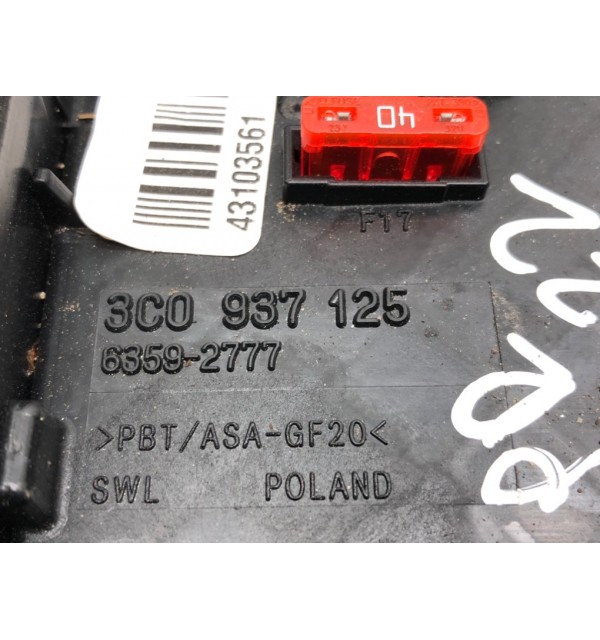 43103561
40
F17
3C0 937 125
6359-2777
>PBT/ASA-GF20<
SWL POLAND